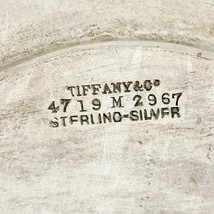 TIFFANY & Co
4719 M 2967
STERLING-SILVER